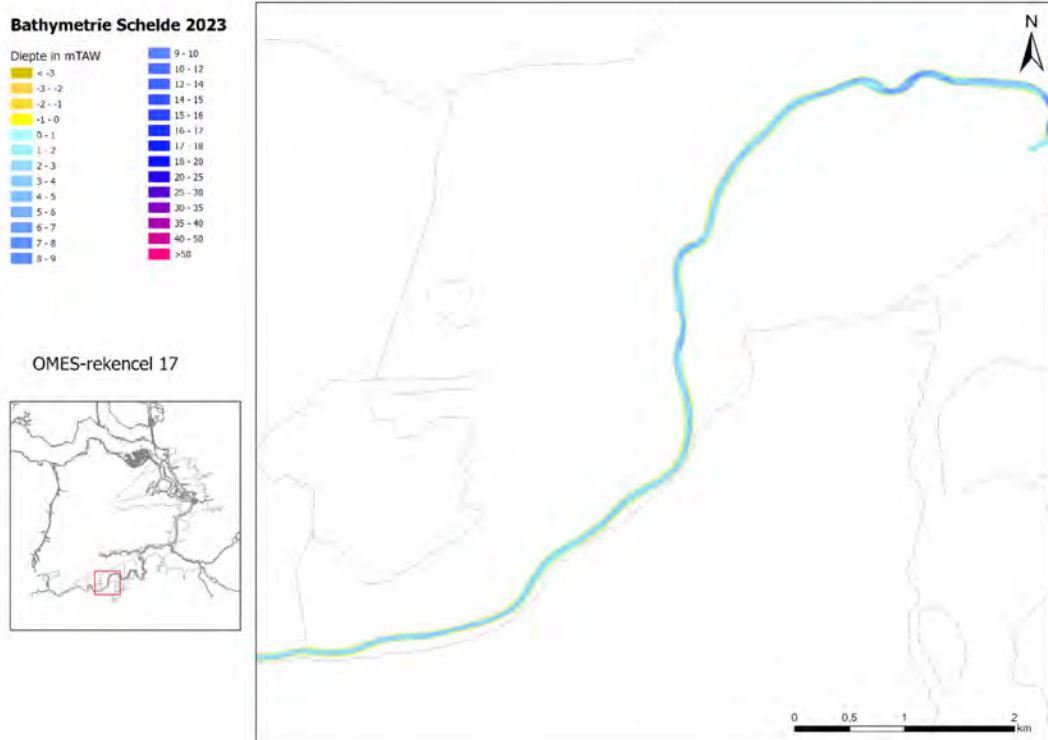 Bathymetrie Schelde 2023
Diepte in mTAW
< -3
-3 - -2
-2 - -1
-1 - 0
0 - 1
1 - 2
2 - 3
3 - 4
4 - 5
5 - 6
6 - 7
7 - 8
8 - 9
9 - 10
10 - 12
12 - 14
14 - 15
15 - 16
16 - 17
17 - 18
18 - 20
20 - 25
25 - 30
30 - 35
35 - 40
40 - 50
>50
OMES-rekencel 17
N
0 0,5 1 2
km